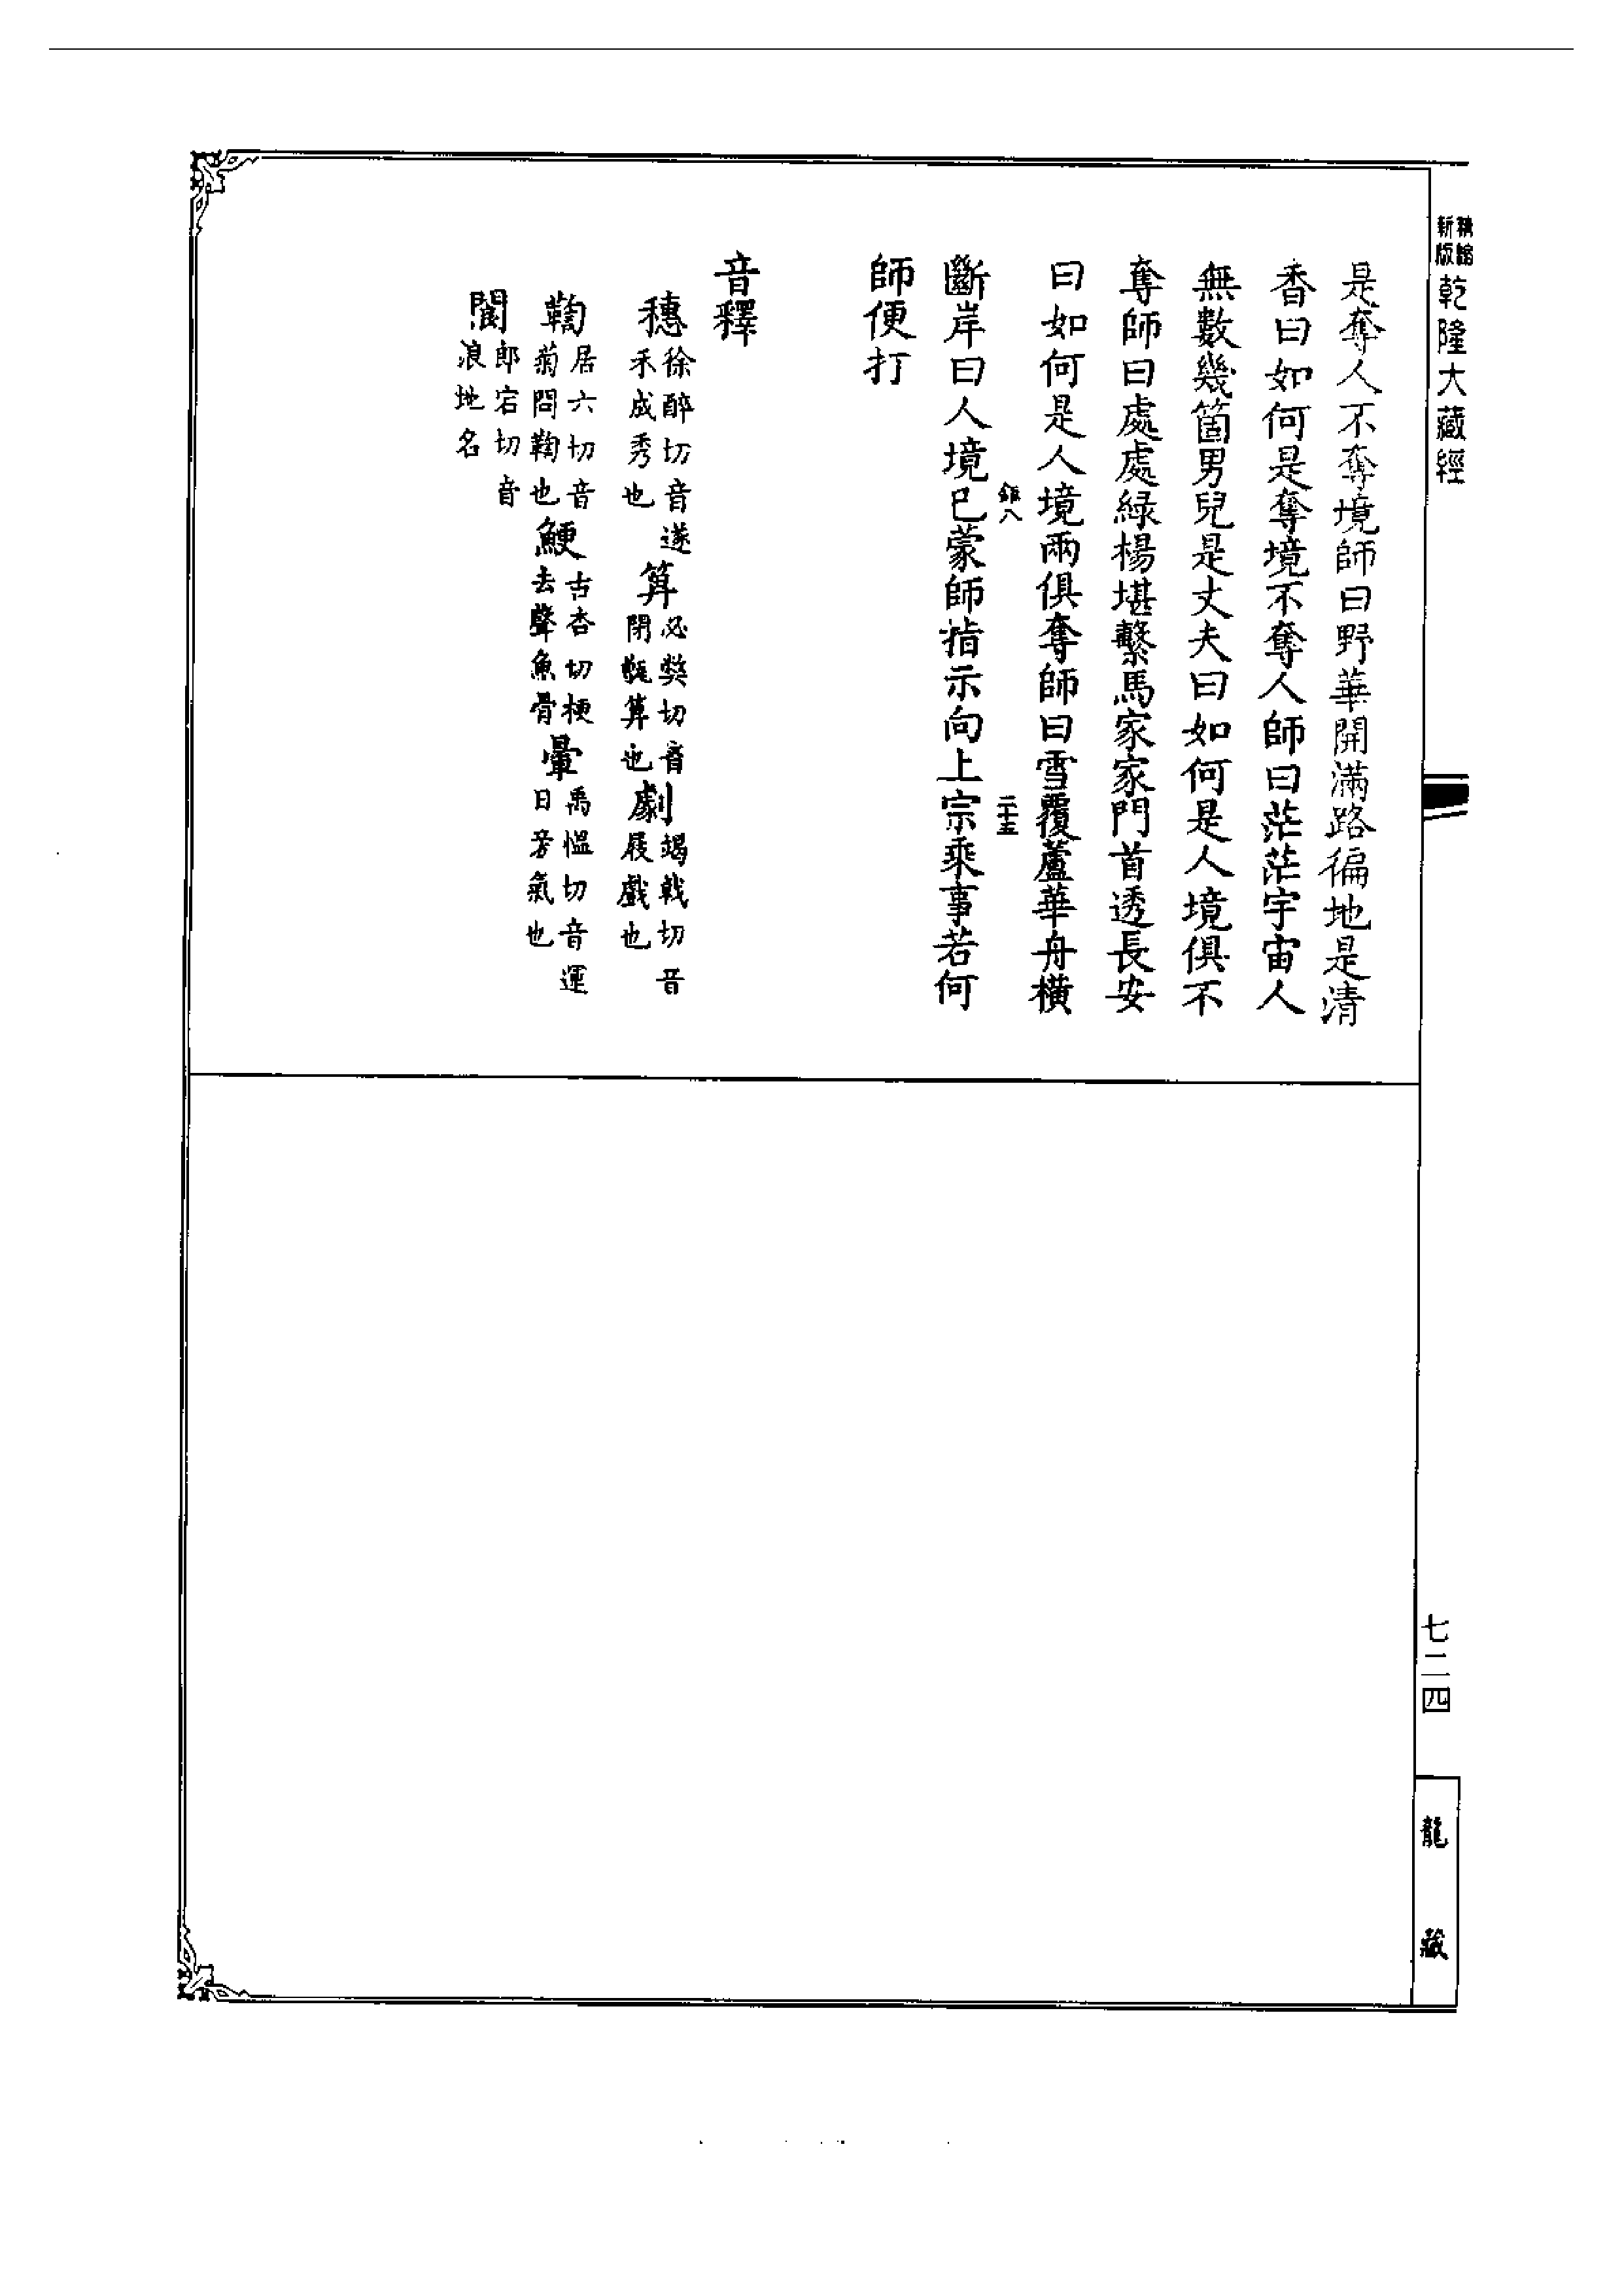 新版
精縮
乾隆大藏經
是奪人不奪境師曰野華開滿路徧地是清
香曰如何是奪境不奪人師曰茫茫宇宙人
無數幾箇男兒是丈夫曰如何是人境俱不
奪師曰處處綠楊堪繫馬家家門首透長安
曰如何是人境兩俱奪師曰雪覆蘆華舟橫
二十五
斷岸曰人境已蒙師指示向上宗乘事若何
師便打
音釋
穗徐醉切音遂禾成秀也 箅必弊切音閉甑箅也 劇竭戟切音屐戲也
鞫居六切音菊問鞫也 鯁古杏切梗去聲魚骨 暈禹慍切音運日旁氣也
閬郎宕切音浪地名
七二四
龍藏